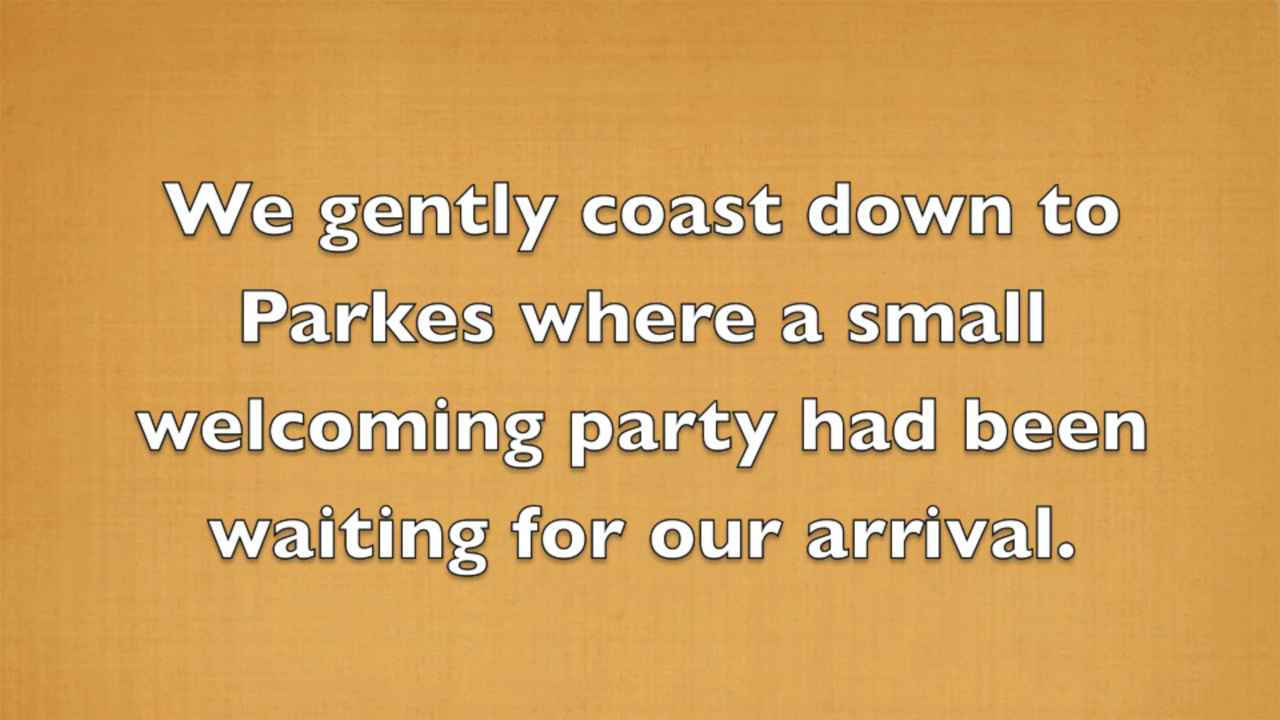 We gently coast down to
Parkes where a small
welcoming party had been
waiting for our arrival.